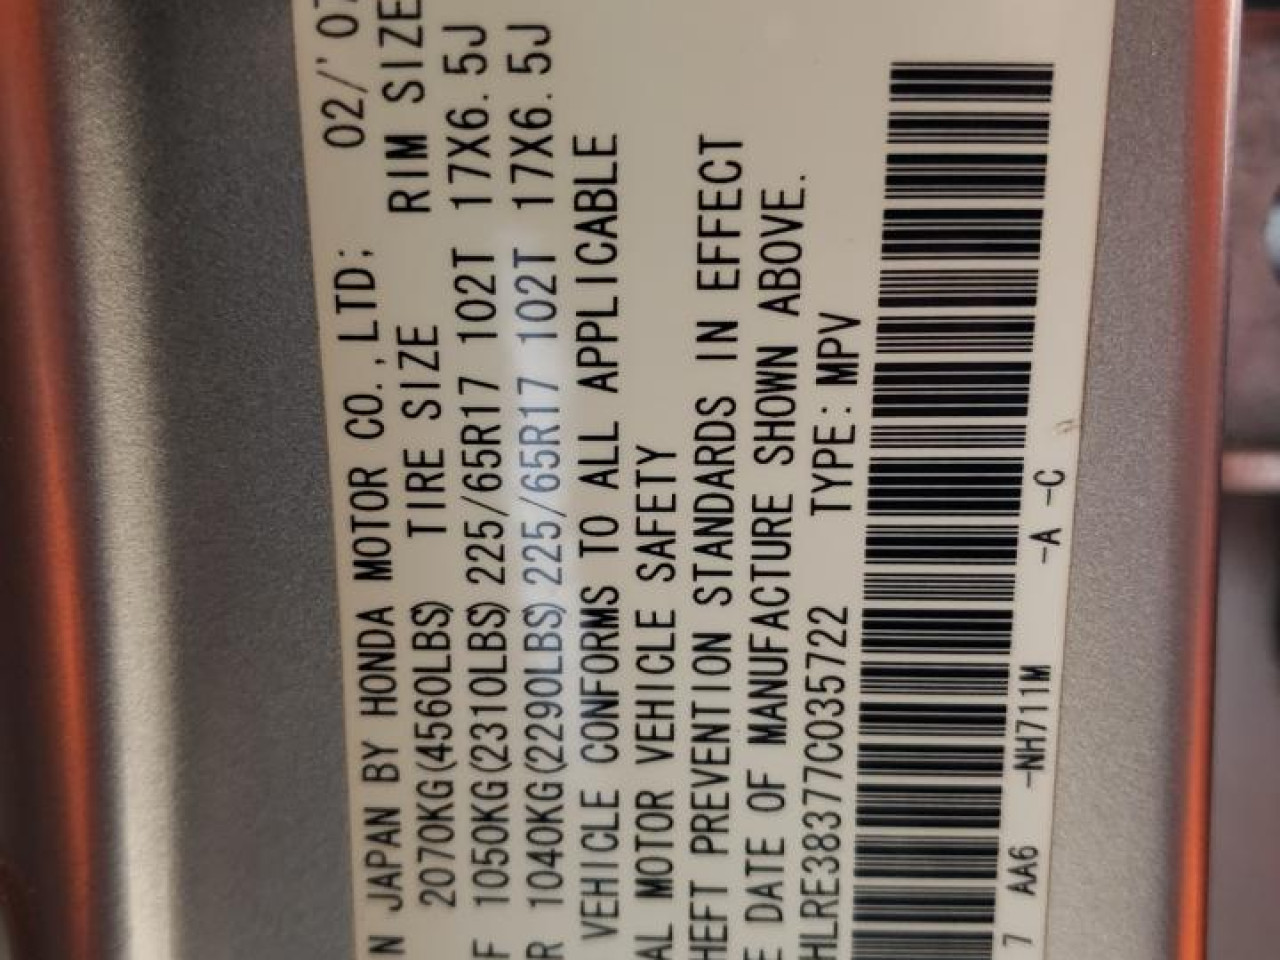 N JAPAN BY HONDA MOTOR CO.,LTD; 02/'07
2070KG(4560LBS) TIRE SIZE RIM SIZE
F 1050KG(2310LBS) 225/65R17 102T 17X6.5J
R 1040KG(2290LBS) 225/65R17 102T 17X6.5J
VEHICLE CONFORMS TO ALL APPLICABLE
AL MOTOR VEHICLE SAFETY
HEFT PREVENTION STANDARDS IN EFFECT
E DATE OF MANUFACTURE SHOWN ABOVE.
HLRE38377C035722 TYPE:MPV
7 AA6 -NH711M -A -C